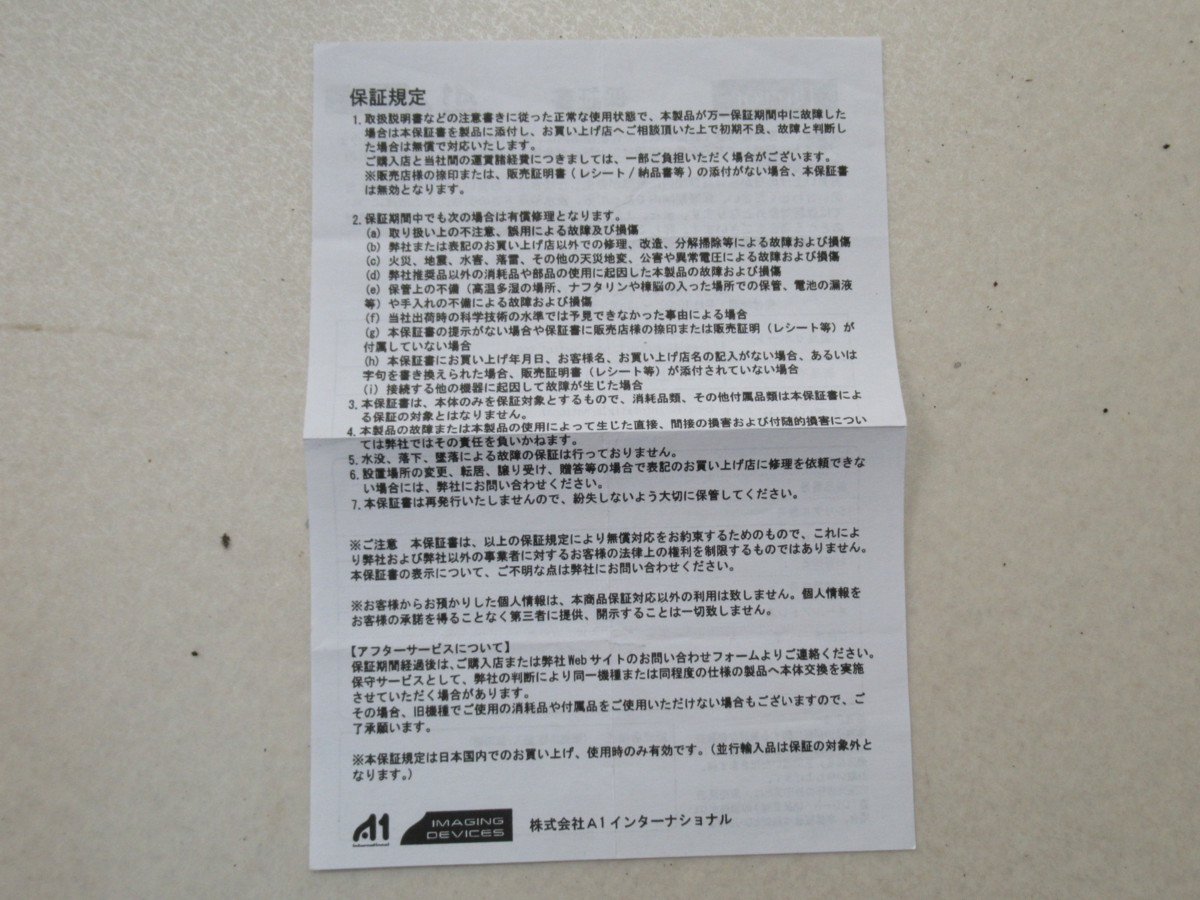 保証規定
1. 取扱説明書などの注意書きに従った正常な使用状態で、本製品が万一保証期間中に故障した
場合は本保証書を製品に添付し、お買い上げ店へご相談頂いた上で初期不良、故障と判断し
た場合は無償で対応いたします。
ご購入店と当社間の運賃諸経費につきましては、一部ご負担いただく場合がございます。
※販売店様の捺印または、販売証明書（レシート/納品書等）の添付がない場合、本保証書
は無効となります。
2. 保証期間中でも次の場合は有償修理となります。
(a) 取り扱い上の不注意、誤用による故障及び損傷
(b) 弊社または表記のお買い上げ店以外での修理、改造、分解掃除等による故障および損傷
(c) 火災、地震、水害、落雷、その他の天災地変、公害や異常電圧による故障および損傷
(d) 弊社推奨品以外の消耗品や部品の使用に起因した本製品の故障および損傷
(e) 保管上の不備（高温多湿の場所、ナフタリンや樟脳の入った場所での保管、電池の漏液
等）や手入れの不備による故障および損傷
(f) 当社出荷時の科学技術の水準では予見できなかった事由による場合
(g) 本保証書の提示がない場合や保証書に販売店様の捺印または販売証明（レシート等）が
付属していない場合
(h) 本保証書にお買い上げ年月日、お客様名、お買い上げ店名の記入がない場合、あるいは
字句を書き換えられた場合、販売証明書（レシート等）が添付されていない場合
(i) 接続する他の機器に起因して故障が生じた場合
3. 本保証書は、本体のみを保証対象とするもので、消耗品類、その他付属品類は本保証書によ
る保証の対象とはなりません。
4. 本製品の故障または本製品の使用によって生じた直接、間接の損害および付随的損害につい
ては弊社ではその責任を負いかねます。
5. 水没、落下、墜落による故障の保証は行っておりません。
6. 設置場所の変更、転居、譲り受け、贈答等の場合で表記のお買い上げ店に修理を依頼できな
い場合には、弊社にお問い合わせください。
7. 本保証書は再発行いたしませんので、紛失しないよう大切に保管してください。
※ご注意 本保証書は、以上の保証規定により無償対応をお約束するためのもので、これによ
り弊社および弊社以外の事業者に対するお客様の法律上の権利を制限するものではありません。
本保証書の表示について、ご不明な点は弊社にお問い合わせください。
※お客様からお預かりした個人情報は、本商品保証対応以外の利用は致しません。個人情報を
お客様の承諾を得ることなく第三者に提供、開示することは一切致しません。
【アフターサービスについて】
保証期間経過後は、ご購入店または弊社Webサイトのお問い合わせフォームよりご連絡ください。
保守サービスとして、弊社の判断により同一機種または同程度の仕様の製品へ本体交換を実施
させていただく場合があります。
その場合、旧機種でご使用の消耗品や付属品をご使用いただけない場合もございますので、ご
了承願います。
※本保証規定は日本国内でのお買い上げ、使用時のみ有効です。（並行輸入品は保証の対象外と
なります。）
A1 International IMAGING DEVICES 株式会社A1インターナショナル